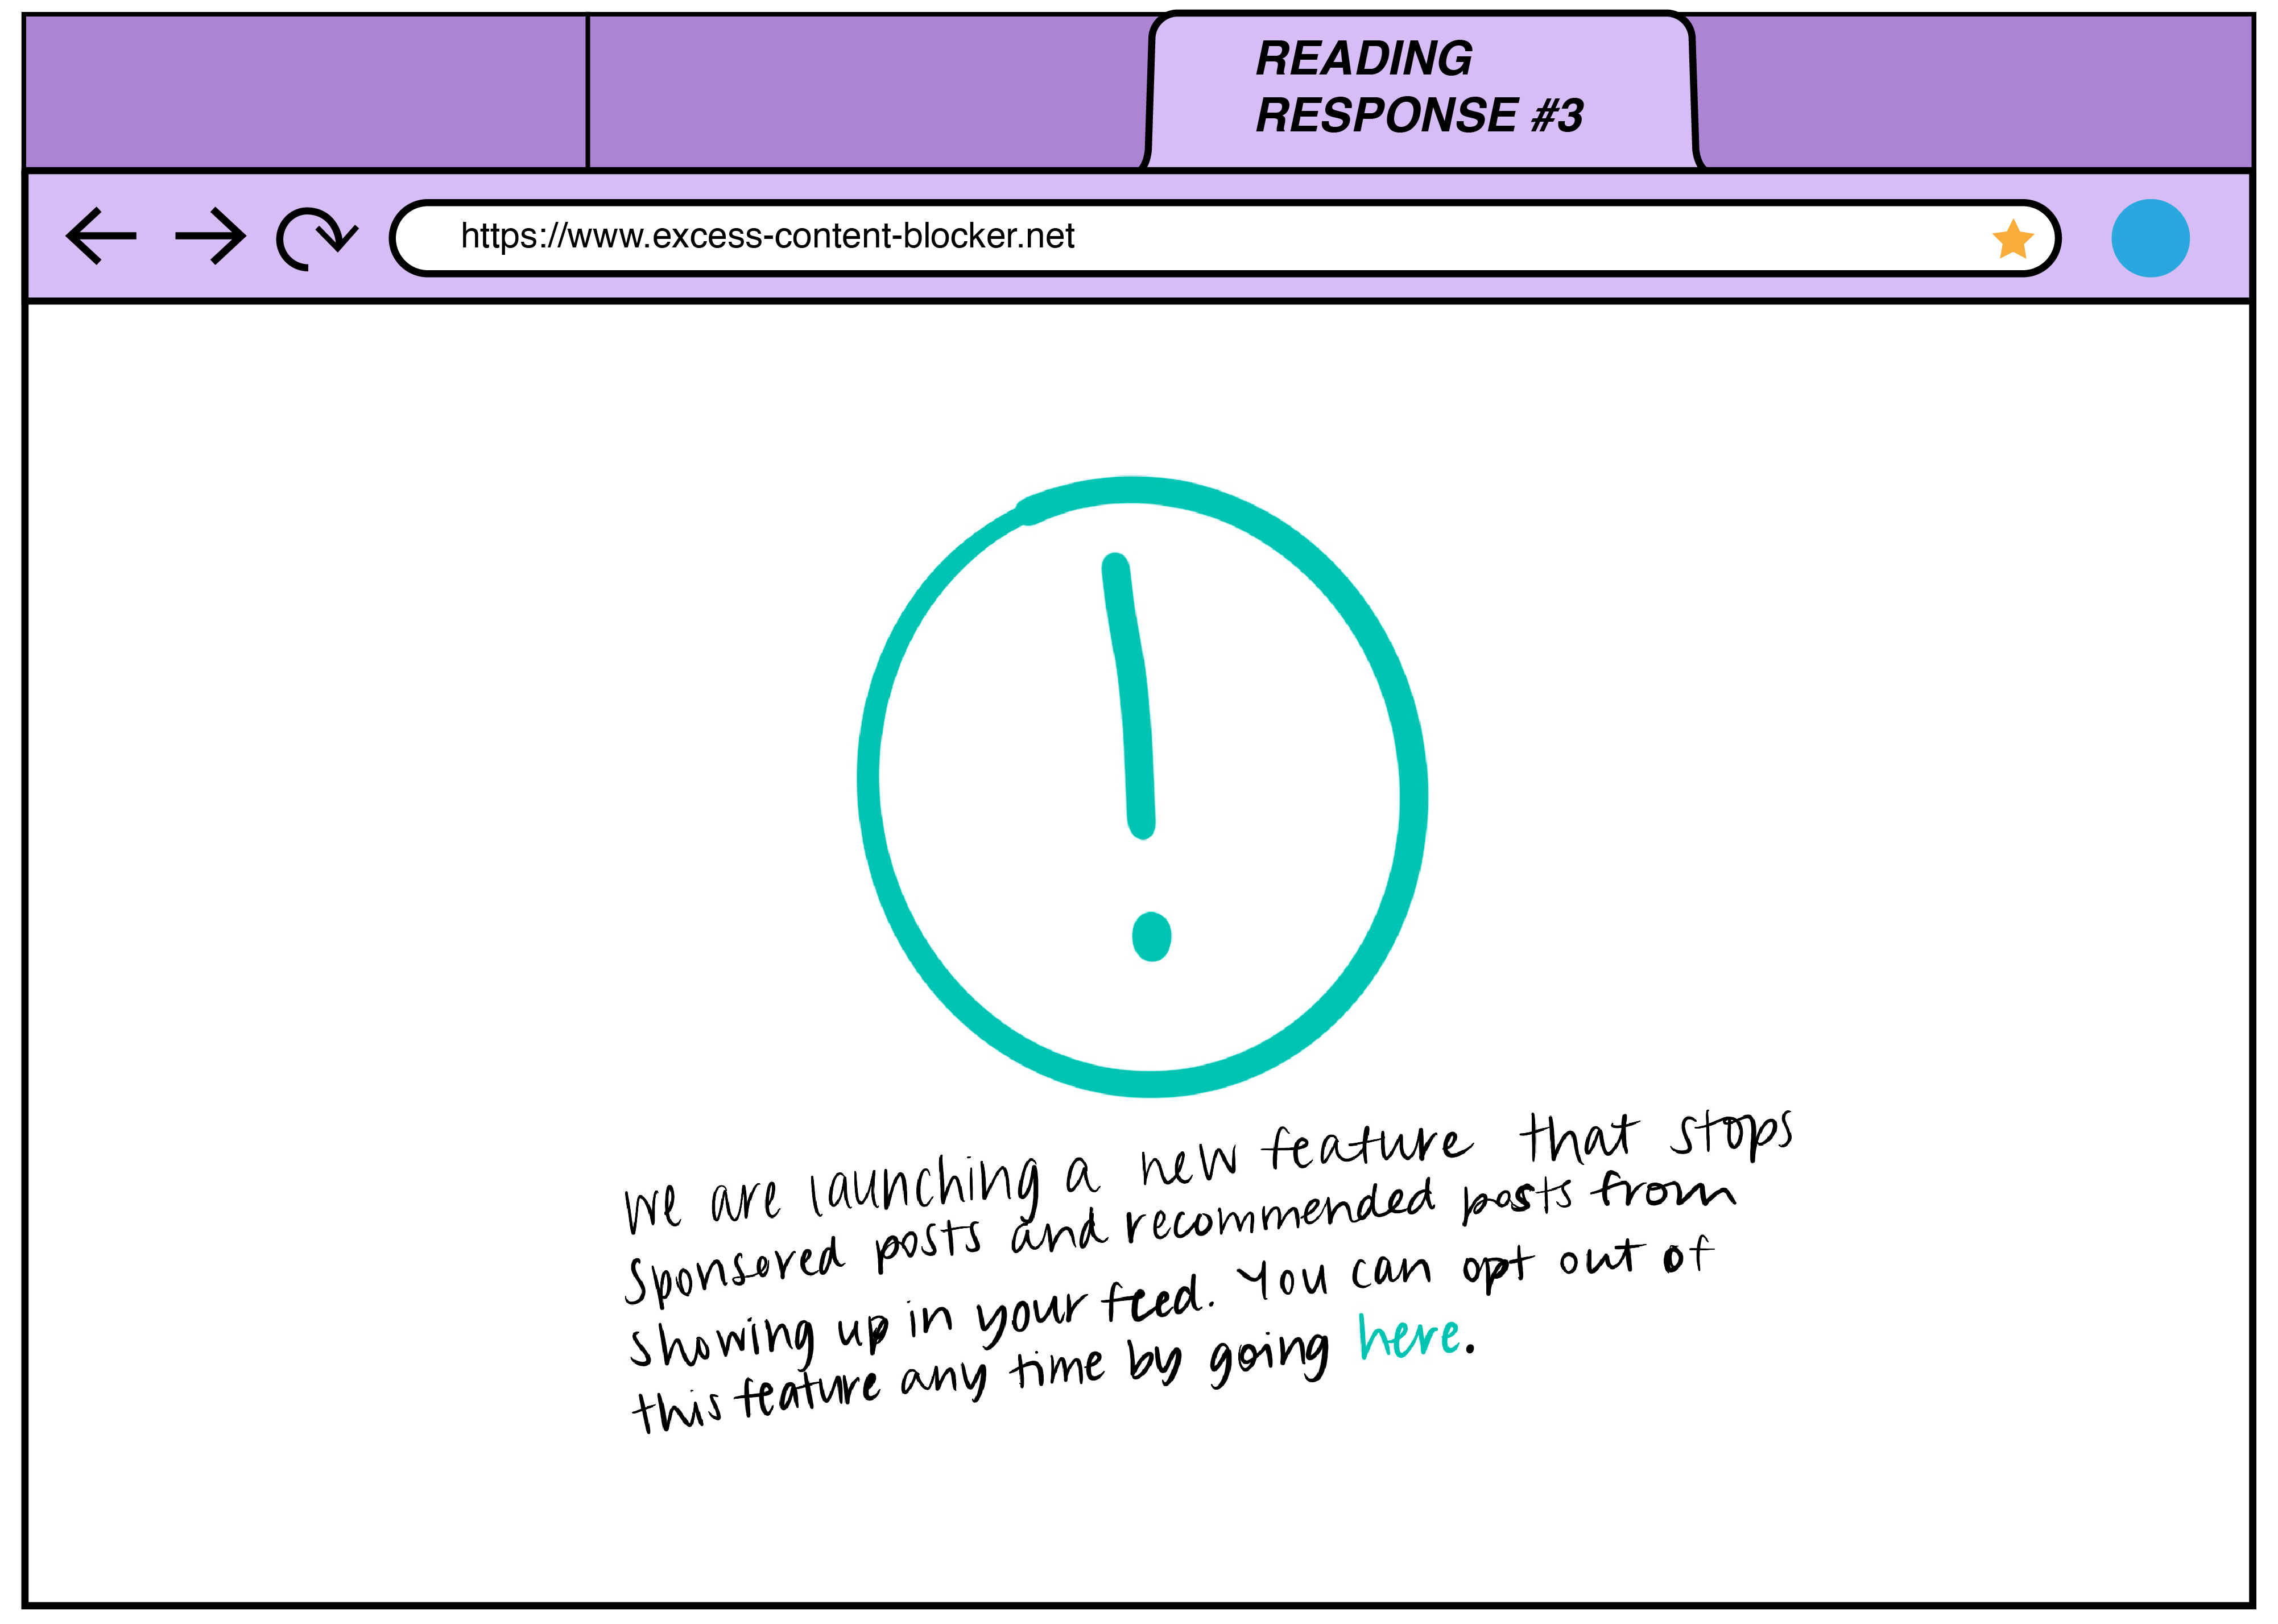 READING
RESPONSE #3
https://www.excess-content-blocker.net
We are launching a new feature that stops
sponsored posts and recommended posts from
showing up in your feed. You can opt out of
this feature any time by going here.